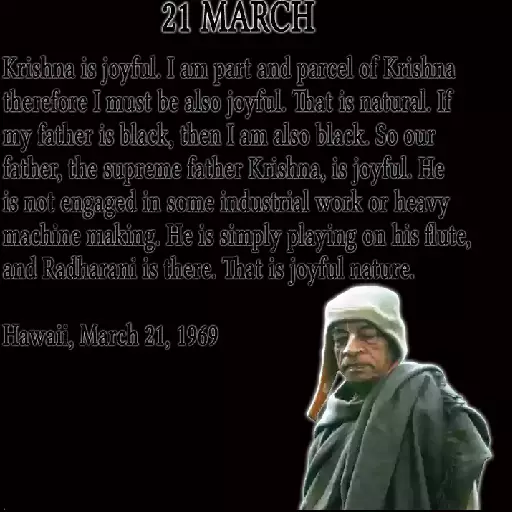 21 MARCH
Krishna is joyful. I am part and parcel of Krishna
therefore I must be also joyful. That is natural. If
my father is black, then I am also black. So our
father, the supreme father Krishna, is joyful. He
is not engaged in some industrial work or heavy
machine making. He is simply playing on his flute,
and Radharani is there. That is joyful nature.
Hawaii, March 21, 1969